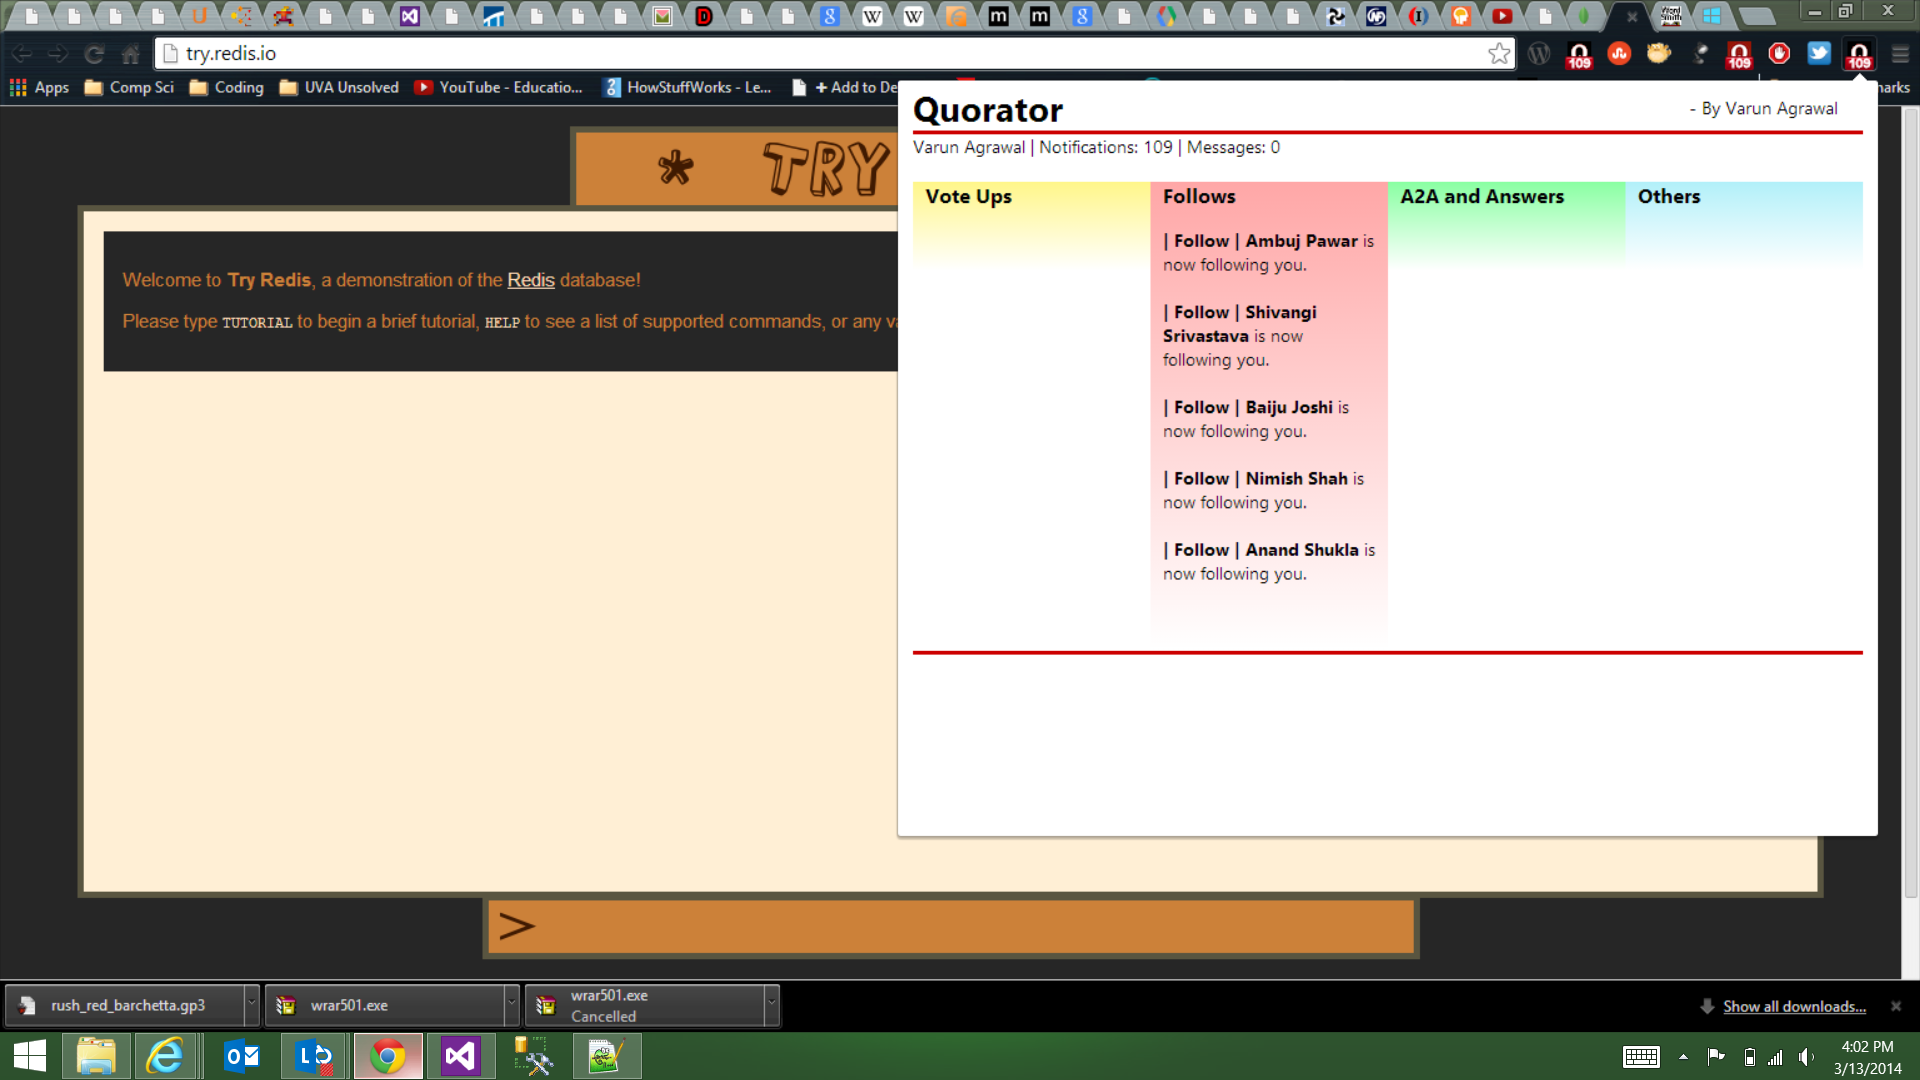 try.redis.io
109
109
109
Apps
Comp Sci
Coding
UVA Unsolved
YouTube - Educatio...
HowStuffWorks - Le...
+ Add to De
narks
* TRY
Welcome to Try Redis, a demonstration of the Redis database!
Please type TUTORIAL to begin a brief tutorial, HELP to see a list of supported commands, or any va
Quorator
- By Varun Agrawal
Varun Agrawal | Notifications: 109 | Messages: 0
Vote Ups
Follows
| Follow | Ambuj Pawar is
now following you.
| Follow | Shivangi
Srivastava is now
following you.
| Follow | Baiju Joshi is
now following you.
| Follow | Nimish Shah is
now following you.
| Follow | Anand Shukla is
now following you.
A2A and Answers
Others
>
rush_red_barchetta.gp3
wrar501.exe
wrar501.exe
Cancelled
Show all downloads...
4:02 PM
3/13/2014